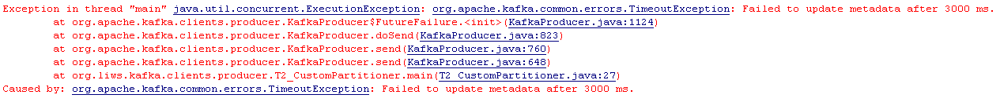 Exception in thread "main" java.util.concurrent.ExecutionException: org.apache.kafka.common.errors.TimeoutException: Failed to update metadata after 3000 ms.
at org.apache.kafka.clients.producer.KafkaProducer$FutureFailure.<init>(KafkaProducer.java:1124)
at org.apache.kafka.clients.producer.KafkaProducer.doSend(KafkaProducer.java:823)
at org.apache.kafka.clients.producer.KafkaProducer.send(KafkaProducer.java:760)
at org.apache.kafka.clients.producer.KafkaProducer.send(KafkaProducer.java:648)
at org.liws.kafka.clients.producer.T2_CustomPartitioner.main(T2_CustomPartitioner.java:27)
Caused by: org.apache.kafka.common.errors.TimeoutException: Failed to update metadata after 3000 ms.